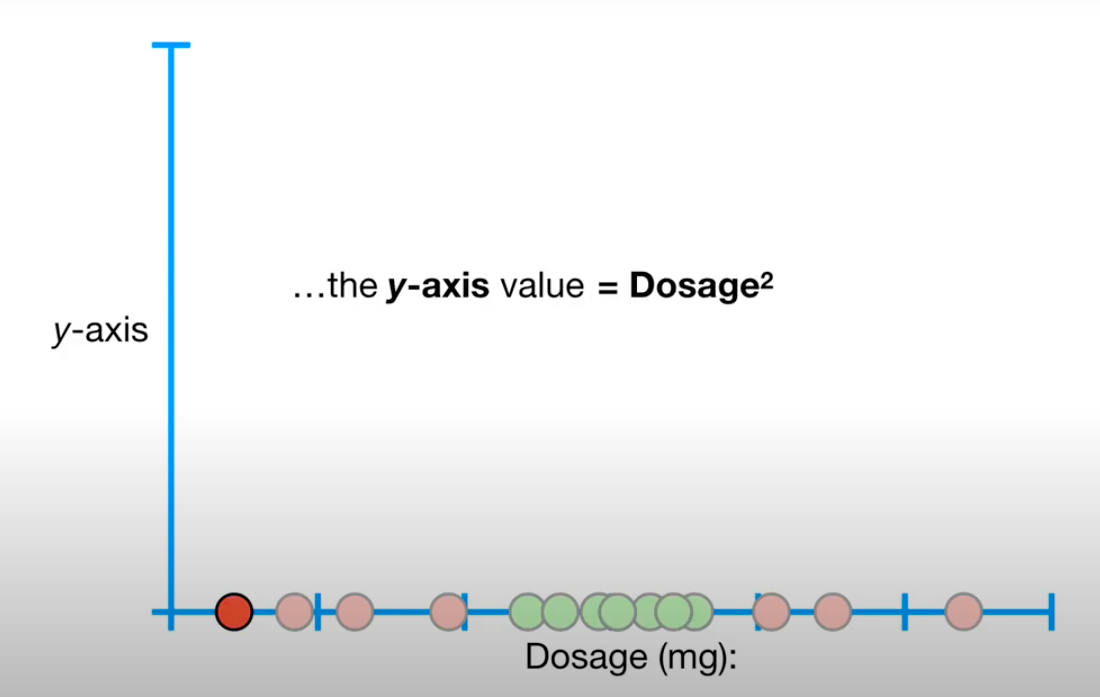 …the y-axis value = Dosage²
y-axis
Dosage (mg):